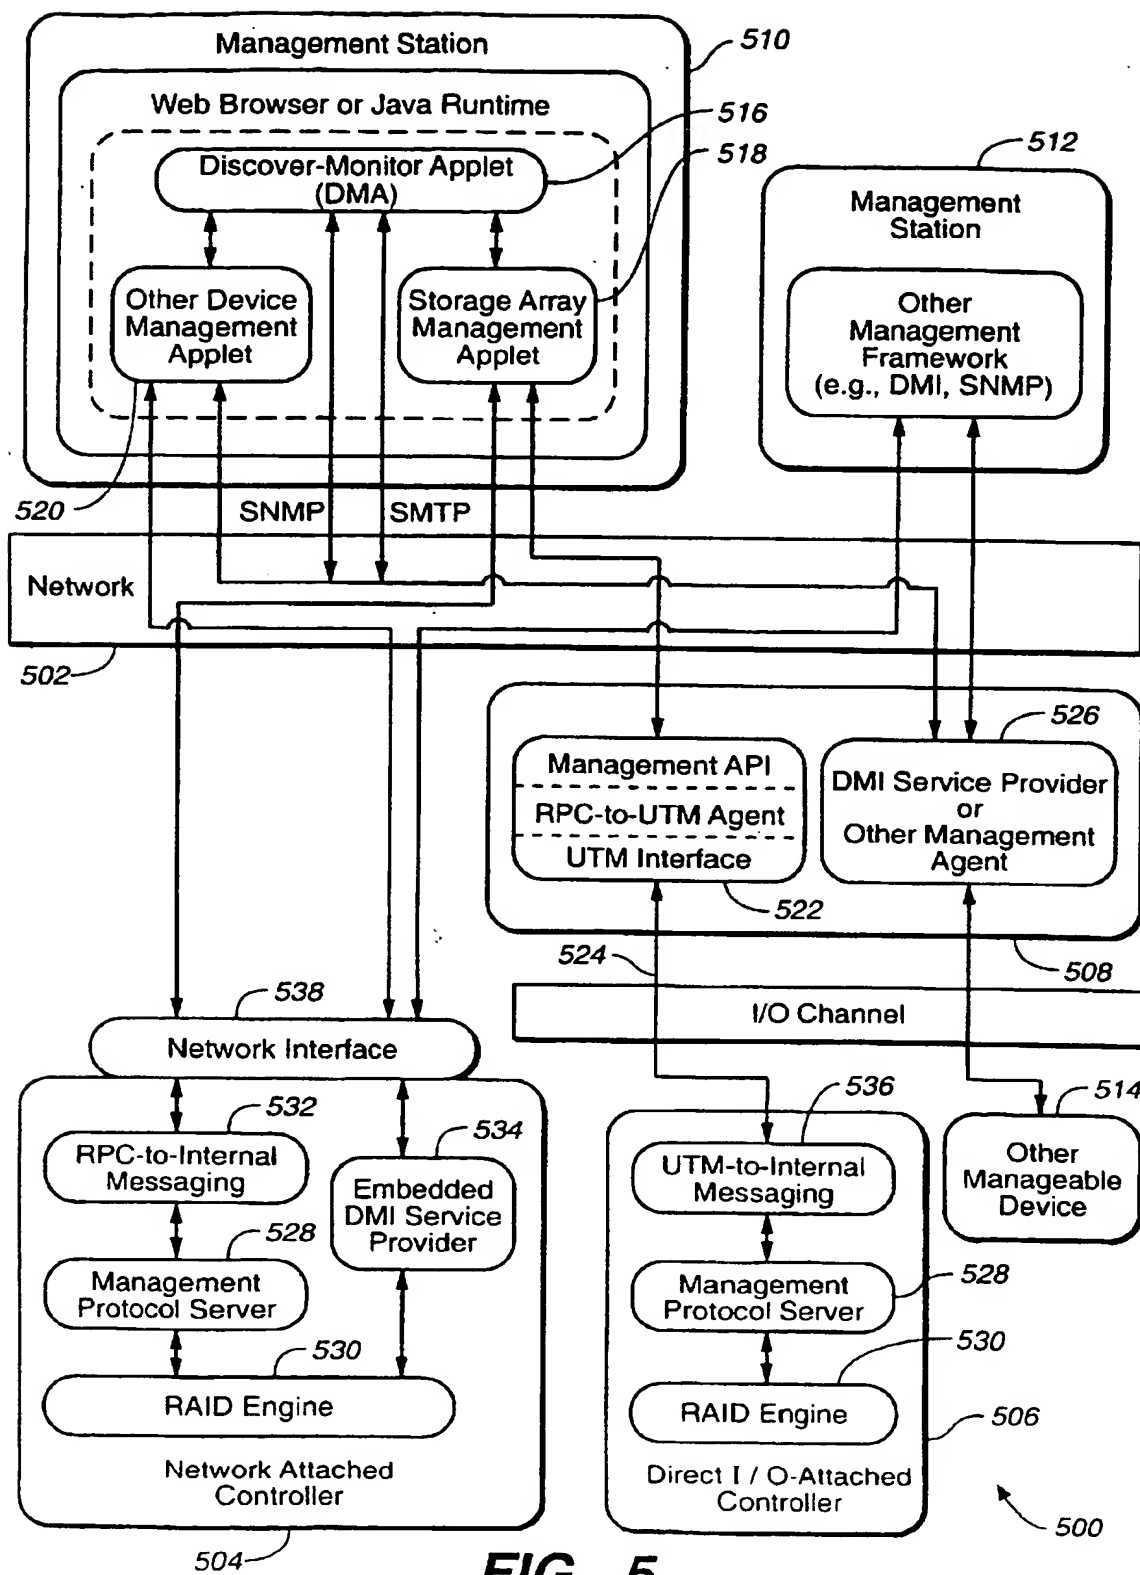 Management Station
510
Web Browser or Java Runtime
516
Discover-Monitor Applet
(DMA)
518
512
Management
Station
Other Device
Management
Applet
Storage Array
Management
Applet
Other
Management
Framework
(e.g., DMI, SNMP)
520
SNMP
SMTP
Network
502
526
Management API
RPC-to-UTM Agent
UTM Interface
DMI Service Provider
or
Other Management
Agent
522
524
508
538
I/O Channel
Network Interface
532
534
536
514
RPC-to-Internal
Messaging
Embedded
DMI Service
Provider
UTM-to-Internal
Messaging
Other
Manageable
Device
528
Management
Protocol Server
528
Management
Protocol Server
530
RAID Engine
530
RAID Engine
506
Network Attached
Controller
Direct I / O-Attached
Controller
500
504
FIG. 5